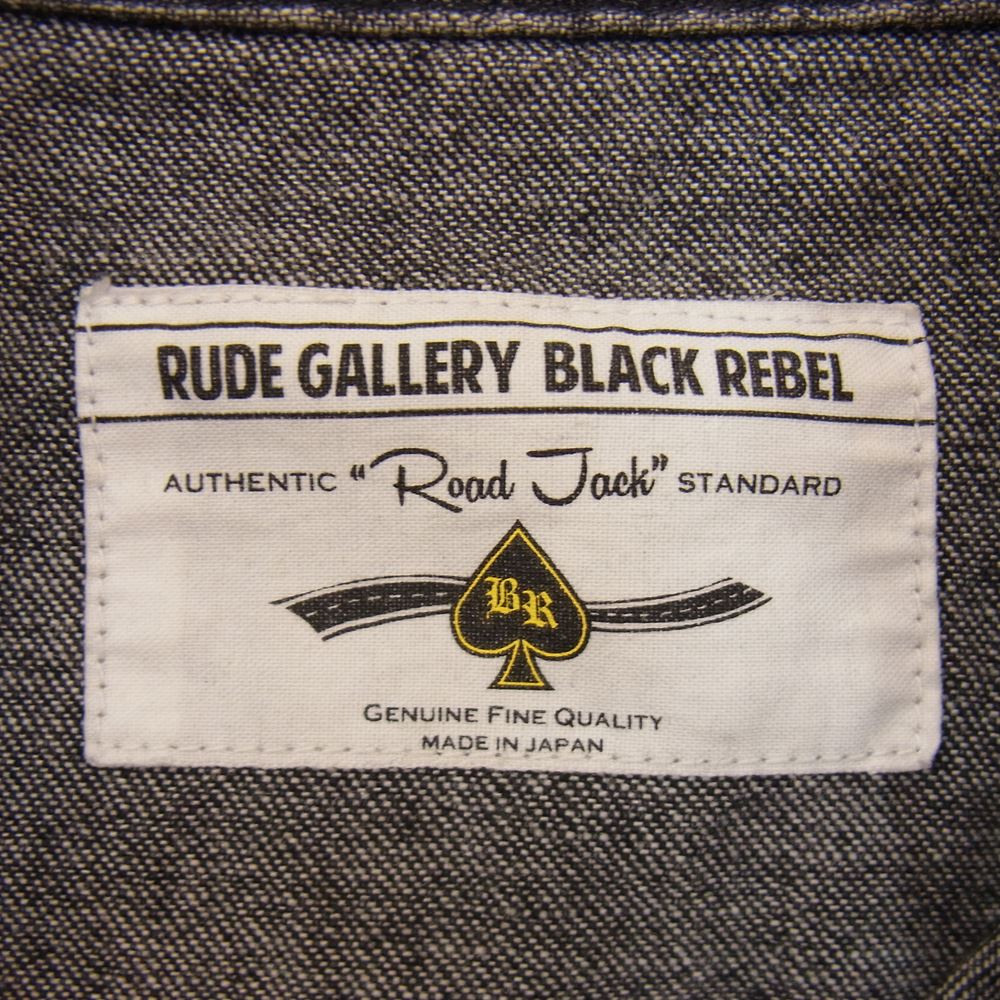 RUDE GALLERY BLACK REBEL
AUTHENTIC “Road Jack” STANDARD
BR
GENUINE FINE QUALITY
MADE IN JAPAN